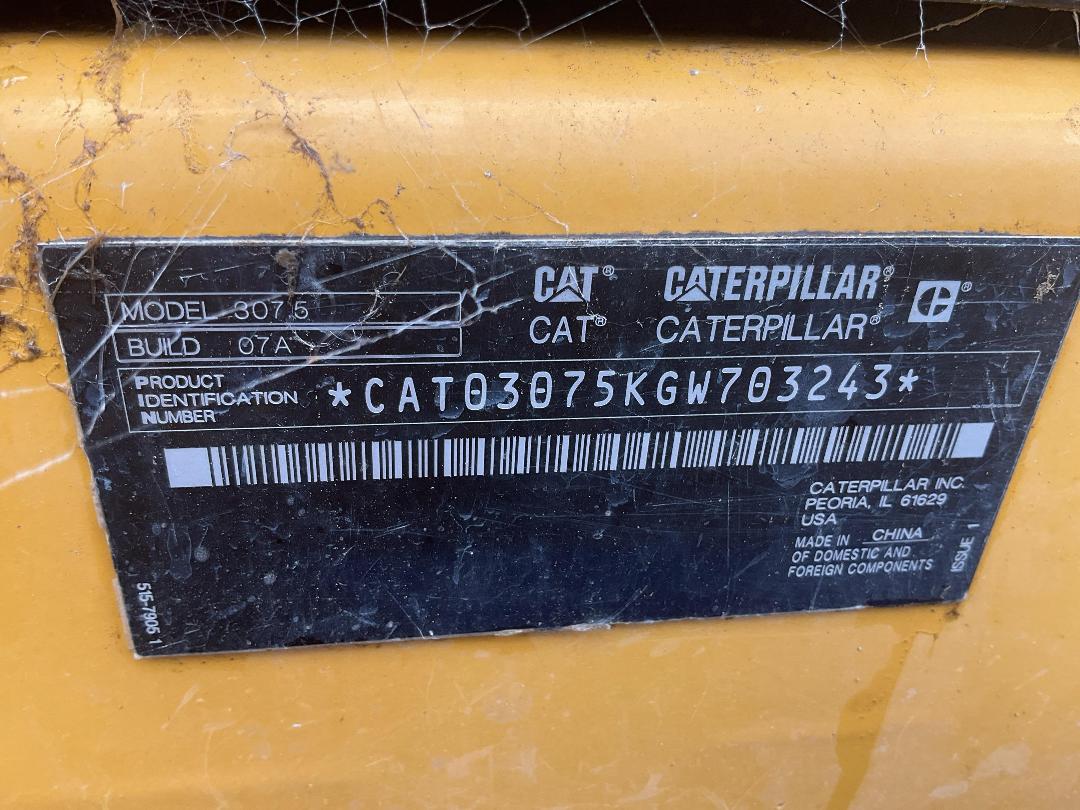 CAT® CATERPILLAR®
MODEL 307.5
CAT® CATERPILLAR®
BUILD 07A
PRODUCT
IDENTIFICATION
NUMBER
*CAT03075KGW703243*
CATERPILLAR INC.
PEORIA, IL 61629
USA
MADE IN CHINA
OF DOMESTIC AND
FOREIGN COMPONENTS
ISSUE 1
515-7906 1